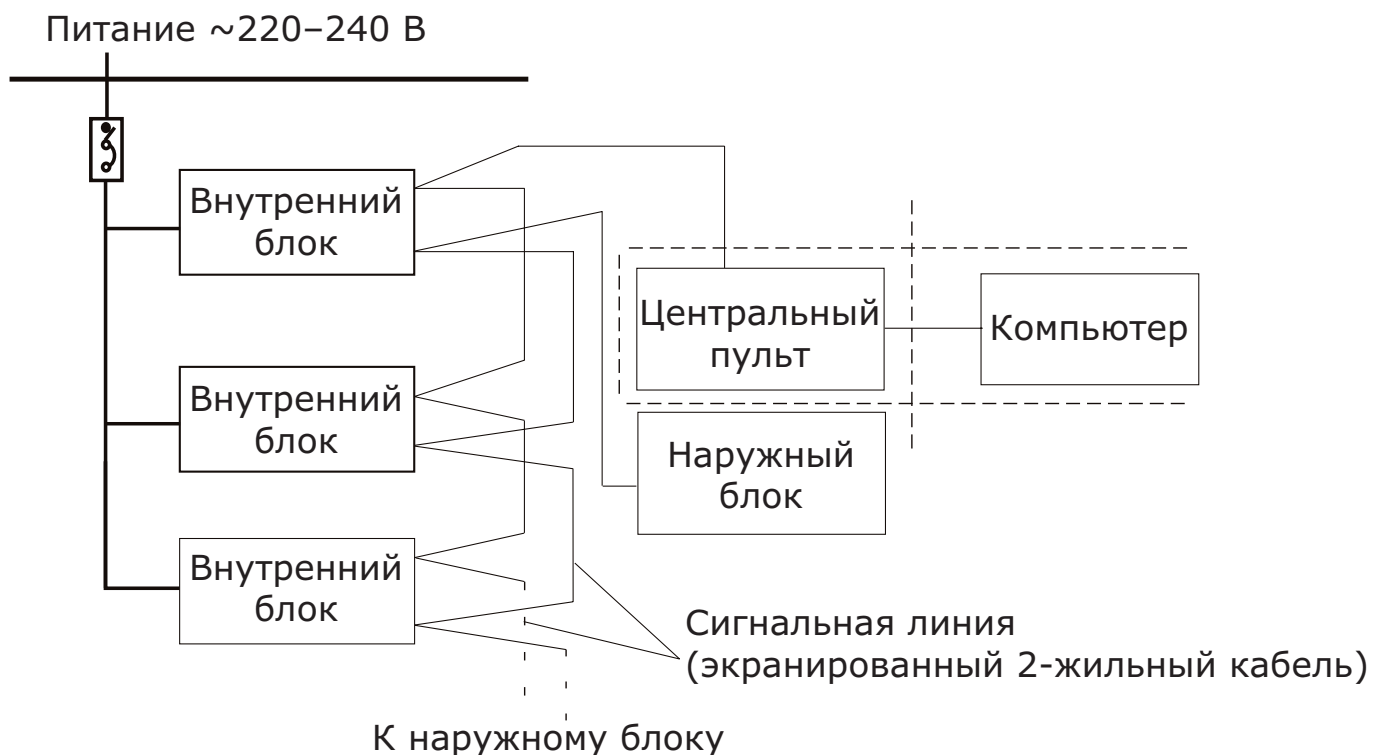 Питание ~220–240 В
Внутренний
блок
Центральный
пульт
Компьютер
Внутренний
блок
Наружный
блок
Внутренний
блок
Сигнальная линия
(экранированный 2-жильный кабель)
К наружному блоку